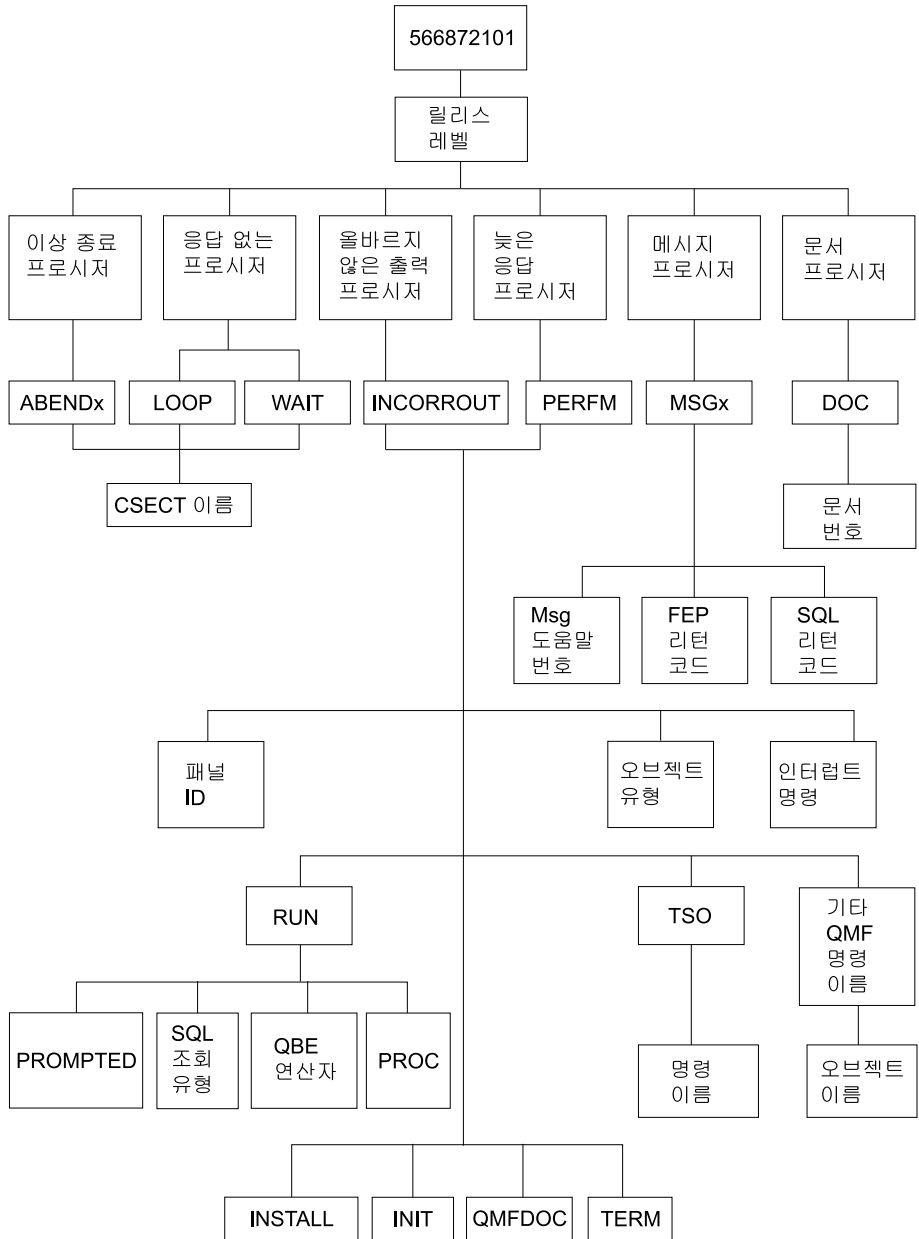 566872101
릴리스
레벨
이상 종료
프로시저
응답 없는
프로시저
올바르지
않은 출력
프로시저
늦은
응답
프로시저
메시지
프로시저
문서
프로시저
ABENDx
LOOP
WAIT
INCORROUT
PERFM
MSGx
DOC
CSECT 이름
문서
번호
Msg
도움말
번호
FEP
리턴
코드
SQL
리턴
코드
패널
ID
오브젝트
유형
인터럽트
명령
RUN
TSO
기타
QMF
명령
이름
PROMPTED
SQL
조회
유형
QBE
연산자
PROC
명령
이름
오브젝트
이름
INSTALL
INIT
QMFDOC
TERM